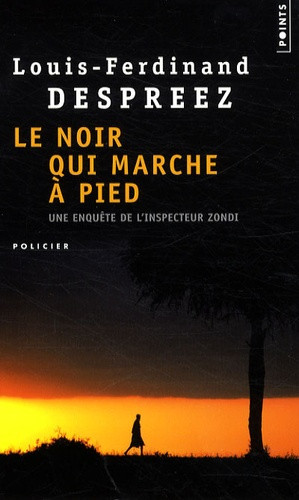 POINTS
Louis-Ferdinand
DESPREEZ
LE NOIR
QUI MARCHE
À PIED
UNE ENQUÊTE DE L'INSPECTEUR ZONDI
POLICIER